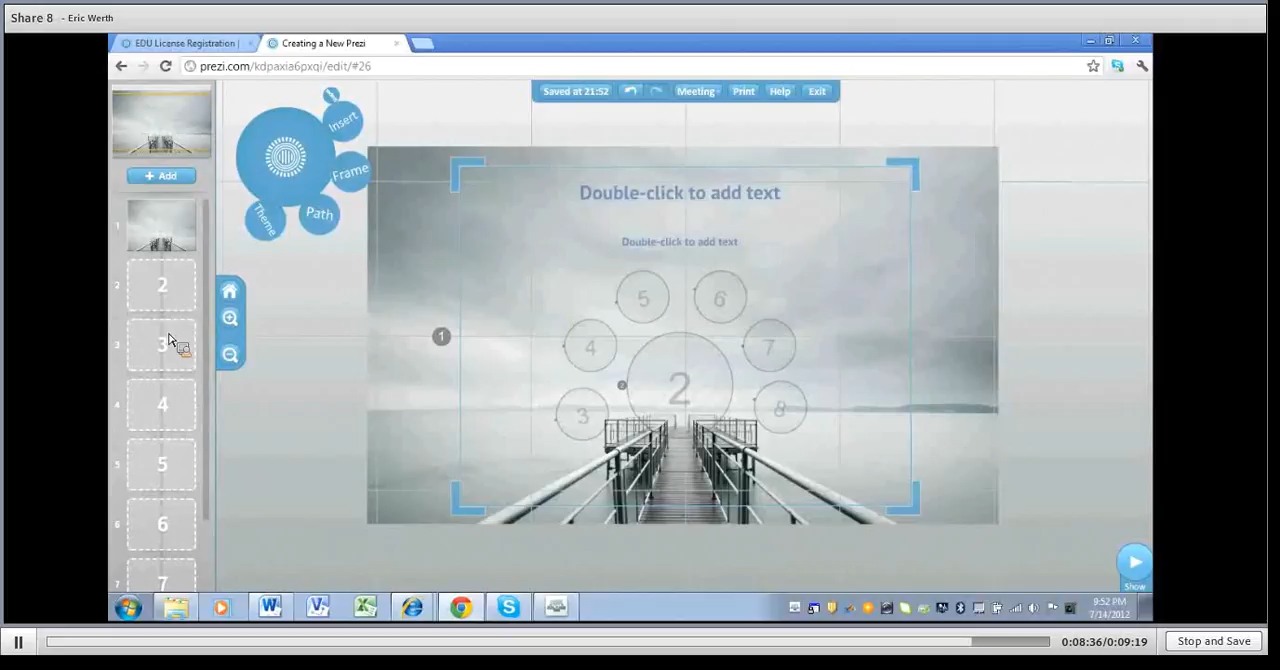 Share 8 - Eric Werth
EDU License Registration |
Creating a New Prezi
prezi.com/kdpaxia6pxqi/edit/#26
Saved at 21:52
Meeting
Print
Help
Exit
Insert
Frame
Path
Theme
+ Add
1
2 2
3 3
4 4
5 5
6 6
7 7
Double-click to add text
Double-click to add text
5 6
4 7
1
2
3 8
2
Show
9:52 PM
7/14/2012
0:08:36/0:09:19
Stop and Save